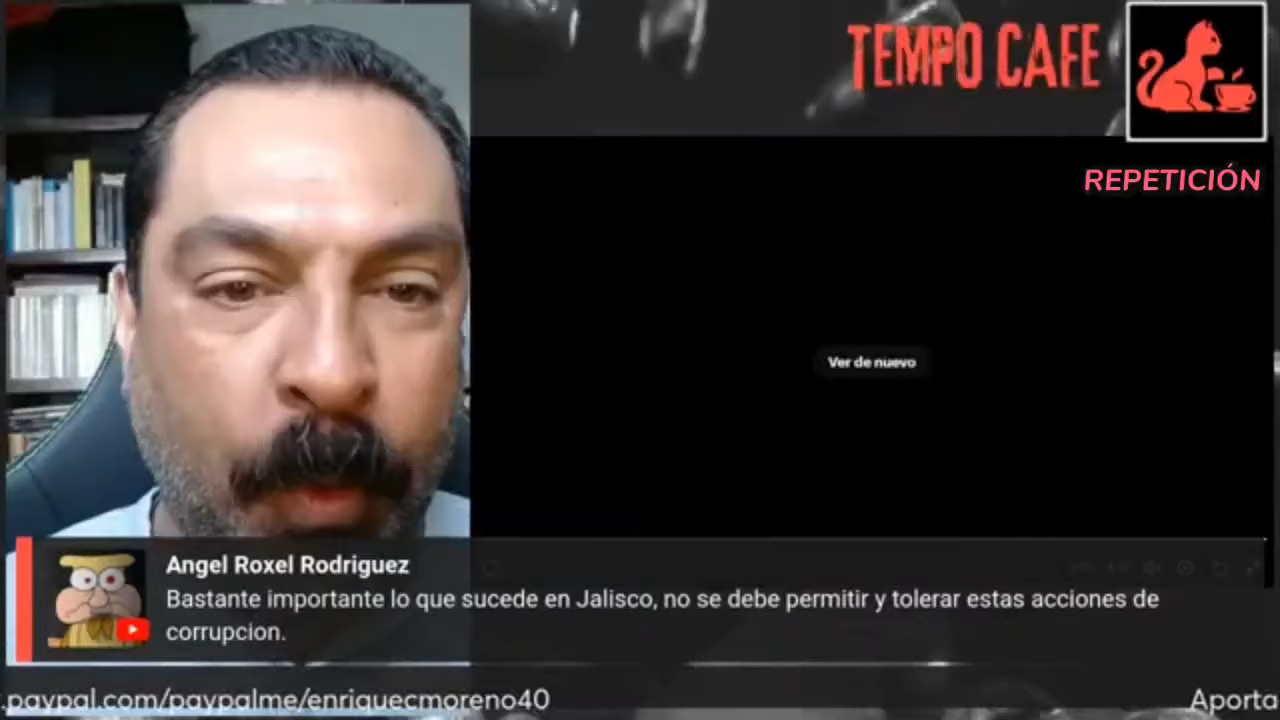 TEMPO CAFE
REPETICIÓN
Ver de nuevo
Angel Roxel Rodriguez
Bastante importante lo que sucede en Jalisco, no se debe permitir y tolerar estas acciones de
corrupcion.
.paypal.com/paypalme/enriquecmoreno40
Aporta